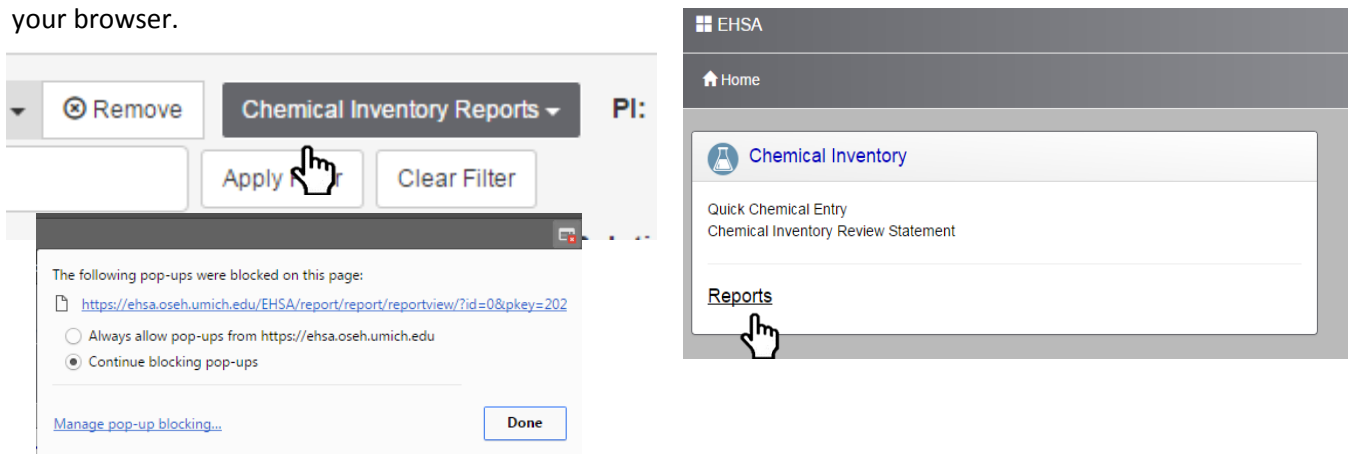 your browser.
Remove
Chemical Inventory Reports
PI:
Apply
Clear Filter
The following pop-ups were blocked on this page:
https://ehsa.oseh.umich.edu/EHSA/report/report/reportview/?id=0&pkey=202
Always allow pop-ups from https://ehsa.oseh.umich.edu
Continue blocking pop-ups
Manage pop-up blocking...
Done
EHSA
Home
Chemical Inventory
Quick Chemical Entry
Chemical Inventory Review Statement
Reports